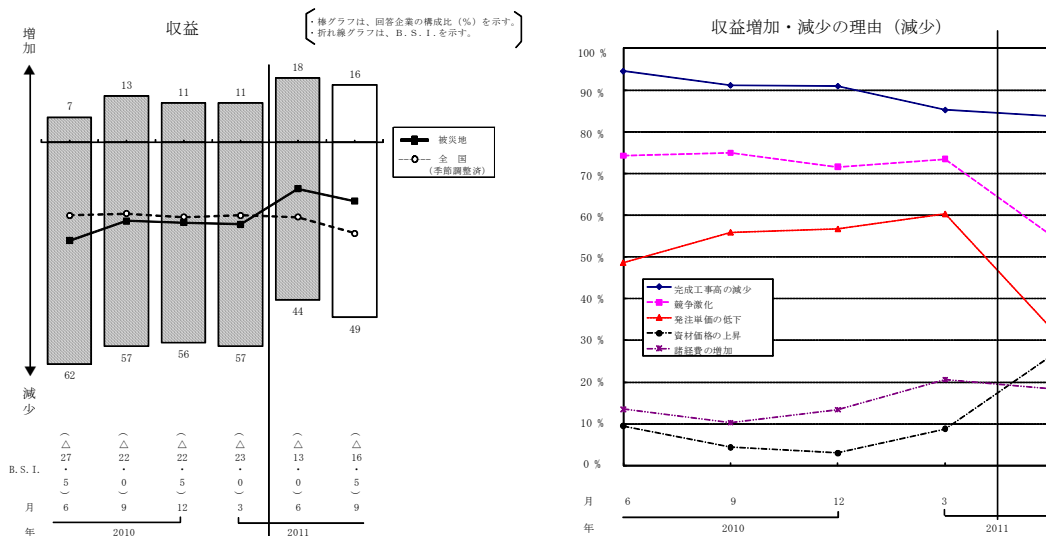 収益
・棒グラフは、回答企業の構成比(%)を示す。
・折れ線グラフは、B.S.I.を示す。
増加
7
13
11
11
18
16
被災地
全 国
(季節調整済)
62
57
56
57
44
49
減少
B.S.I.
(△27・5)
(△22・0)
(△22・5)
(△23・0)
(△13・0)
(△16・5)
月 6 9 12 3 6 9
年 2010 2011
収益増加・減少の理由(減少)
100 %
90 %
80 %
70 %
60 %
50 %
40 %
30 %
20 %
10 %
0 %
完成工事高の減少
競争激化
発注単価の低下
資材価格の上昇
諸経費の増加
月 6 9 12 3
年 2010 2011